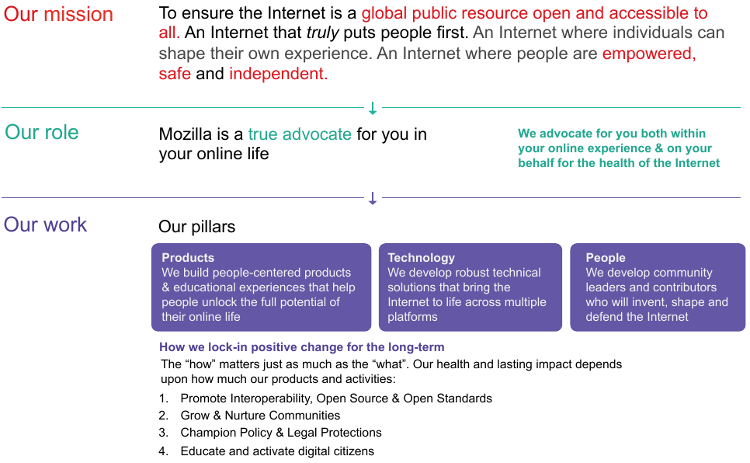 Our mission
To ensure the Internet is a global public resource open and accessible to
all. An Internet that truly puts people first. An Internet where individuals can
shape their own experience. An Internet where people are empowered,
safe and independent.
Our role
Mozilla is a true advocate for you in
your online life
We advocate for you both within
your online experience & on your
behalf for the health of the Internet
Our work
Our pillars
Products
We build people-centered products
& educational experiences that help
people unlock the full potential of
their online life
Technology
We develop robust technical
solutions that bring the
Internet to life across multiple
platforms
People
We develop community
leaders and contributors
who will invent, shape and
defend the Internet
How we lock-in positive change for the long-term
The “how” matters just as much as the “what”. Our health and lasting impact depends
upon how much our products and activities:
1. Promote Interoperability, Open Source & Open Standards
2. Grow & Nurture Communities
3. Champion Policy & Legal Protections
4. Educate and activate digital citizens